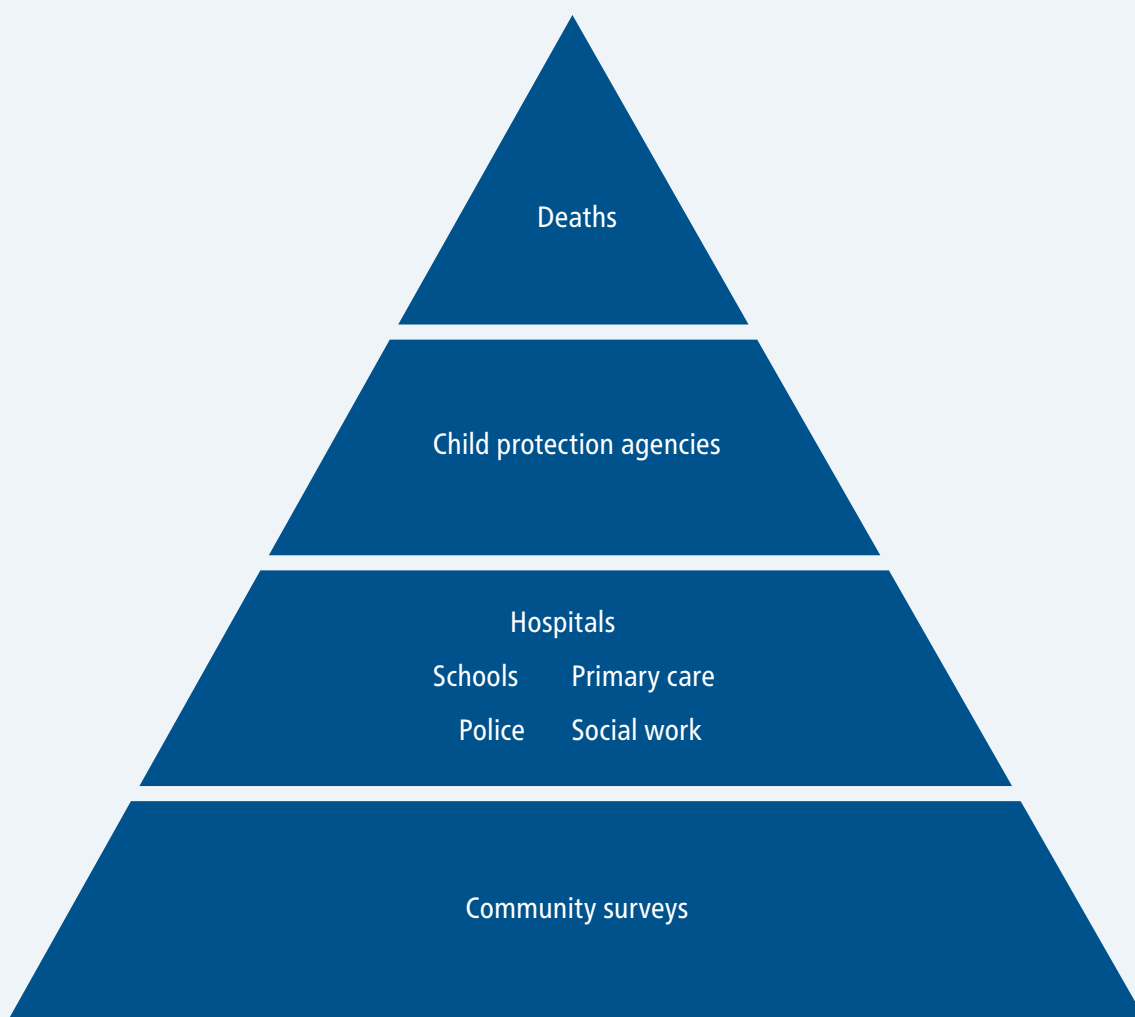 Deaths
Child protection agencies
Hospitals
Schools Primary care
Police Social work
Community surveys